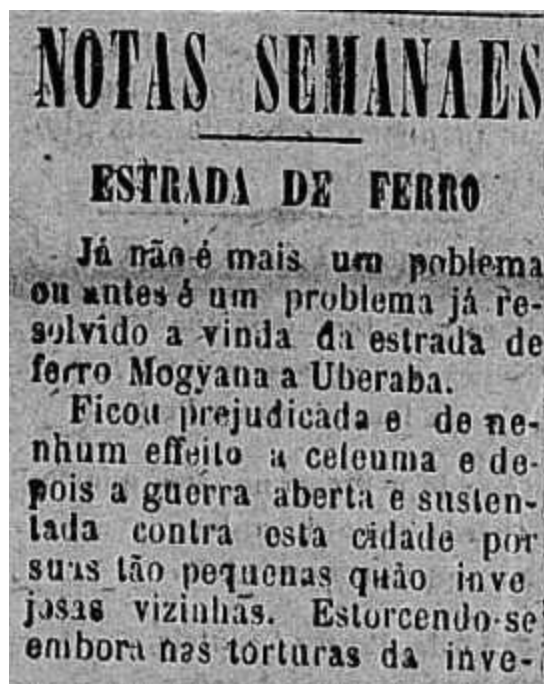 NOTAS SEMANAES
ESTRADA DE FERRO
Já não é mais um poblema
ou antes é um problema já re-
solvido a vinda da estrada de
ferro Mogyana a Uberaba.
Ficou prejudicada e de ne-
nhum effeito a celeuma e de-
pois a guerra aberta e susten-
tada contra esta cidade por
suas tão pequenas quão inve
josas vizinhas. Estorcendo-se
embora nas torturas da inve-